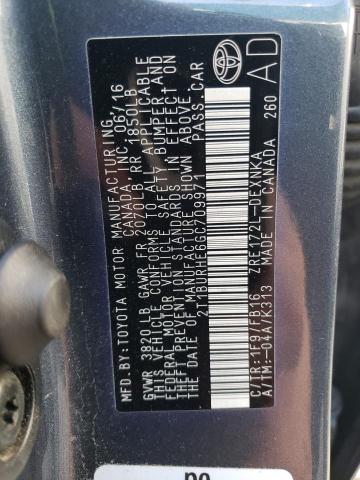 MFD.BY:TOYOTA MOTOR MANUFACTURING,
CANADA, INC. 06/16
GVWR 3820 LB GAWR FR 2070LB RR 1850LB
THIS VEHICLE CONFORMS TO ALL APPLICABLE
FEDERAL MOTOR VEHICLE SAFETY BUMPER, AND
THEFT PREVENTION STANDARDS IN EFFECT ON
THE DATE OF MANUFACTURE SHOWN ABOVE.
2T1BURHE6GC709971 PASS.CAR
C/TR:1F9/FB16 ZRE172L-DEXNKA
A/TM:-04A/K313 MADE IN CANADA 260
AD